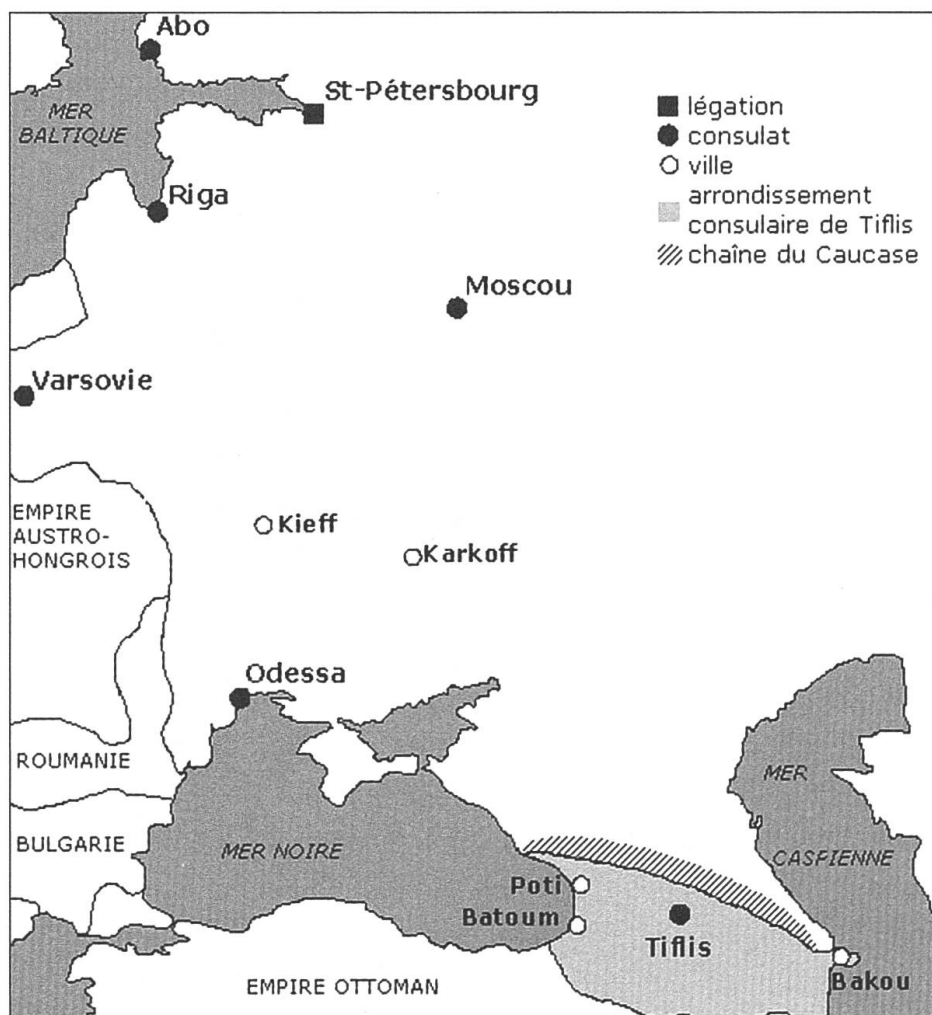 Abo
St-Pétersbourg
MER
BALTIQUE
Riga
légation
consulat
ville
arrondissement
consulaire de Tiflis
chaîne du Caucase
Moscou
Varsovie
EMPIRE
AUSTRO-
HONGROIS
Kieff
Karkoff
Odessa
ROUMANIE
BULGARIE
MER NOIRE
MER
CASPIENNE
Poti
Batoum
Tiflis
Bakou
EMPIRE OTTOMAN